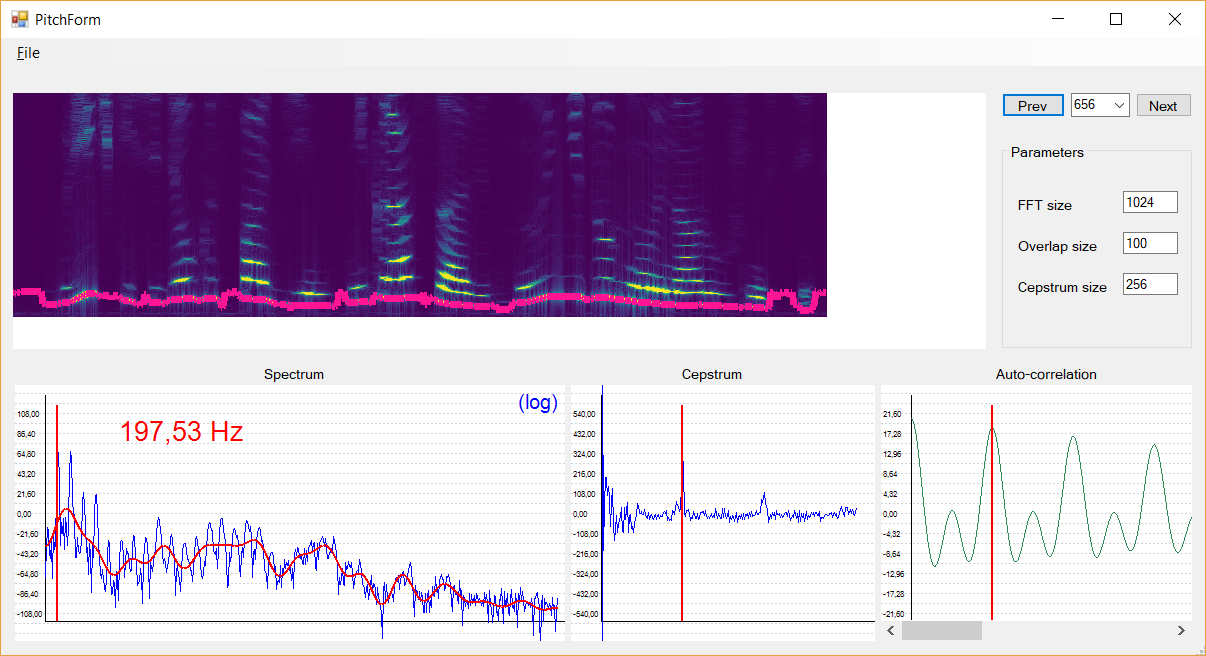 PitchForm
File
Prev 656 Next
Parameters
FFT size 1024
Overlap size 100
Cepstrum size 256
Spectrum
(log)
197,53 Hz
108,00
86,40
64,80
43,20
21,60
0,00
-21,60
-43,20
-64,80
-86,40
-108,00
Cepstrum
540,00
432,00
324,00
216,00
108,00
0,00
-108,00
-216,00
-324,00
-432,00
-540,00
Auto-correlation
21,60
17,28
12,96
8,64
4,32
0,00
-4,32
-8,64
-12,96
-17,28
-21,60